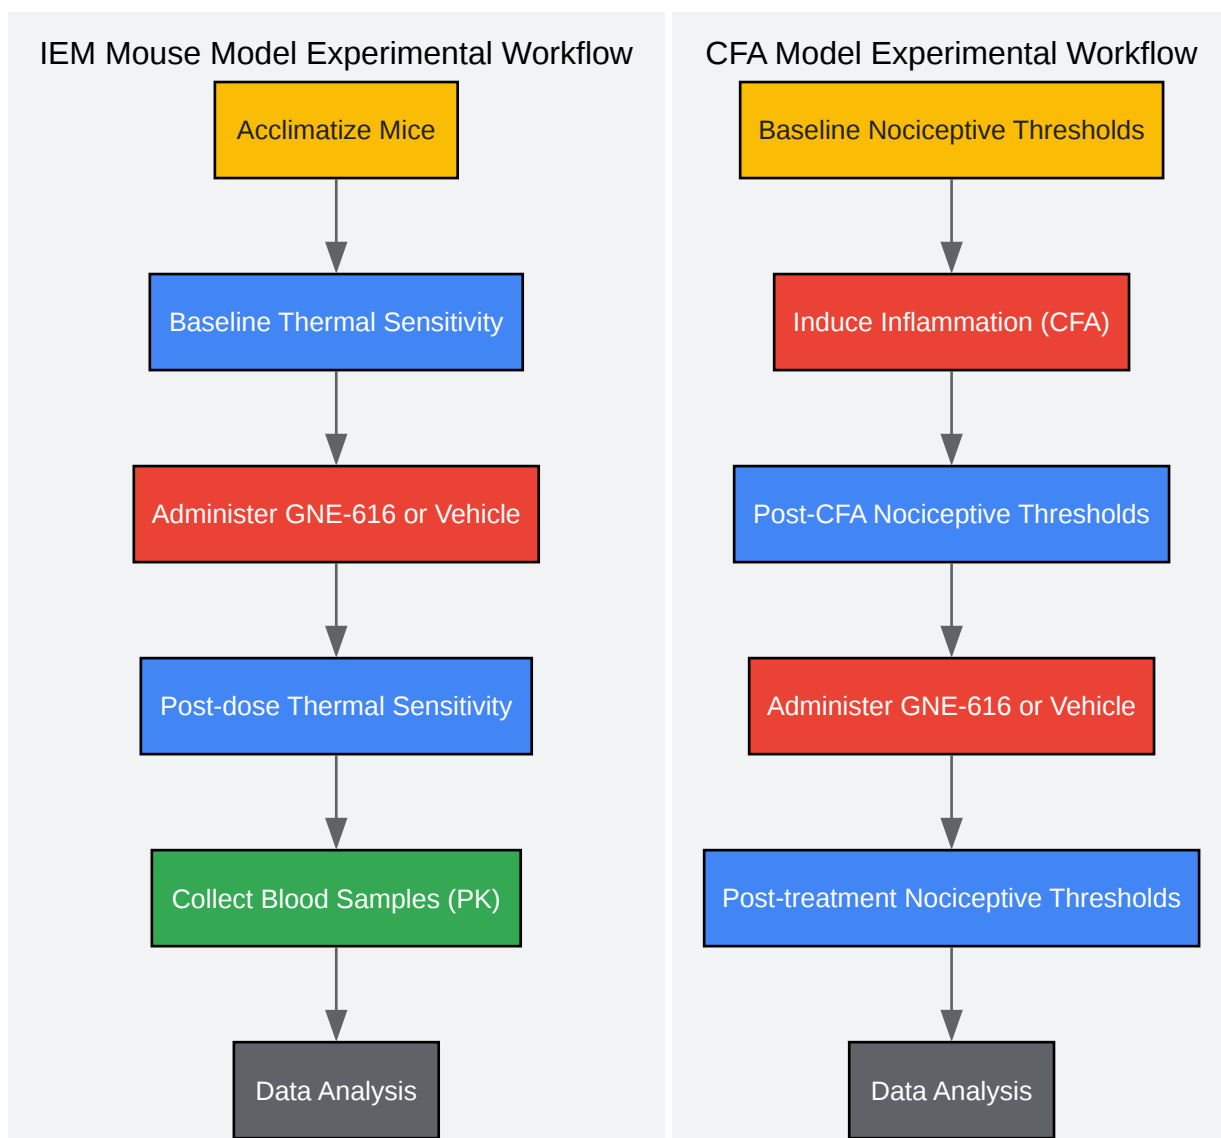 IEM Mouse Model Experimental Workflow
Acclimatize Mice
Baseline Thermal Sensitivity
Administer GNE-616 or Vehicle
Post-dose Thermal Sensitivity
Collect Blood Samples (PK)
Data Analysis
CFA Model Experimental Workflow
Baseline Nociceptive Thresholds
Induce Inflammation (CFA)
Post-CFA Nociceptive Thresholds
Administer GNE-616 or Vehicle
Post-treatment Nociceptive Thresholds
Data Analysis